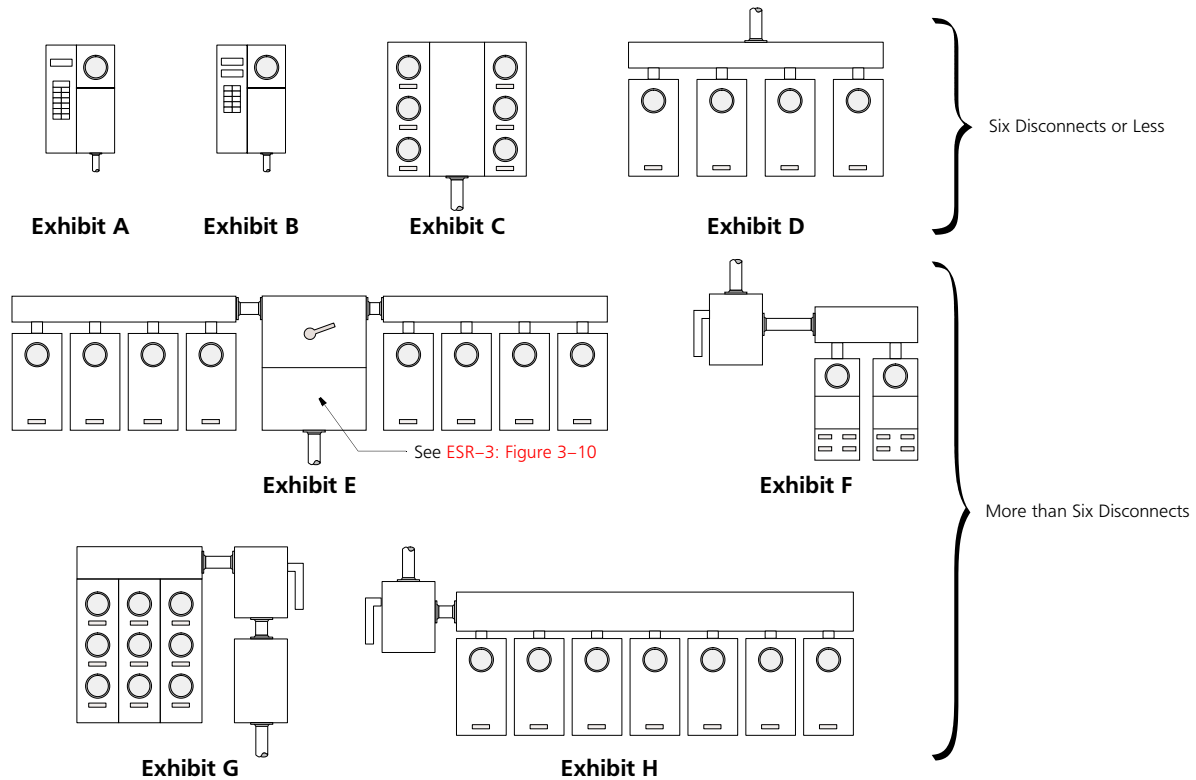 Six Disconnects or Less
Exhibit A
Exhibit B
Exhibit C
Exhibit D
See ESR–3: Figure 3–10
Exhibit E
Exhibit F
More than Six Disconnects
Exhibit G
Exhibit H